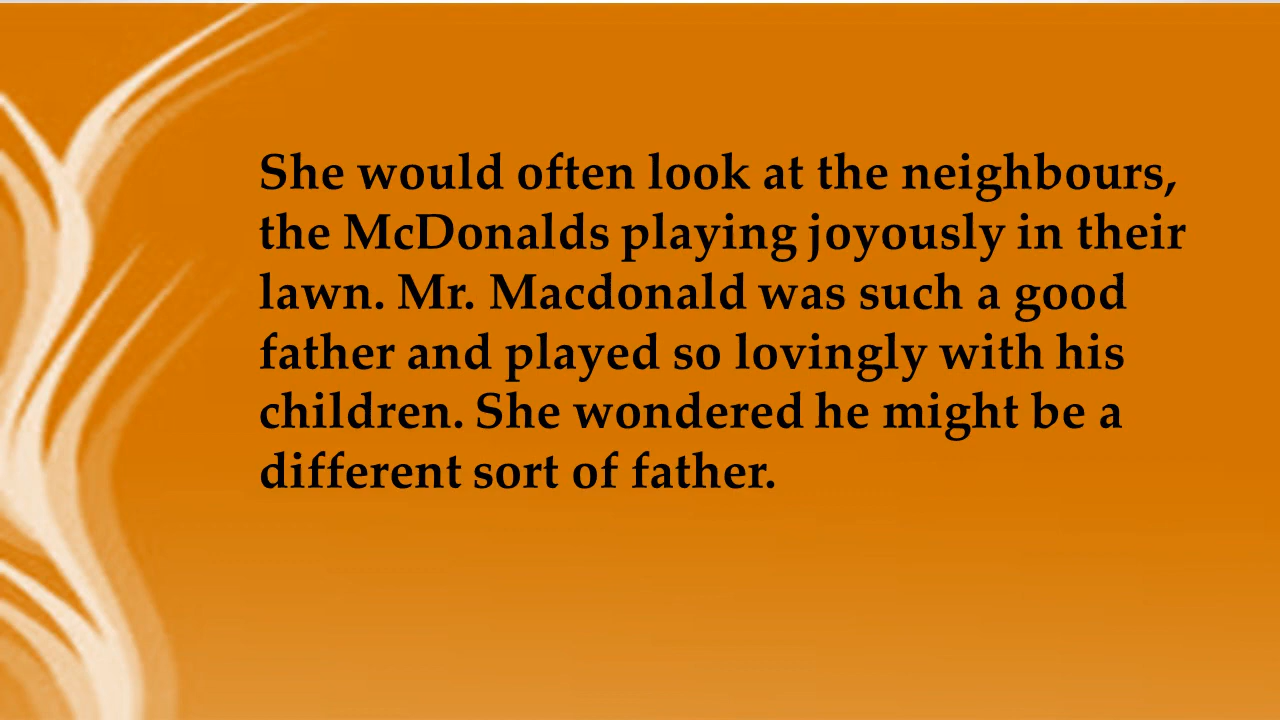 She would often look at the neighbours,
the McDonalds playing joyously in their
lawn. Mr. Macdonald was such a good
father and played so lovingly with his
children. She wondered he might be a
different sort of father.